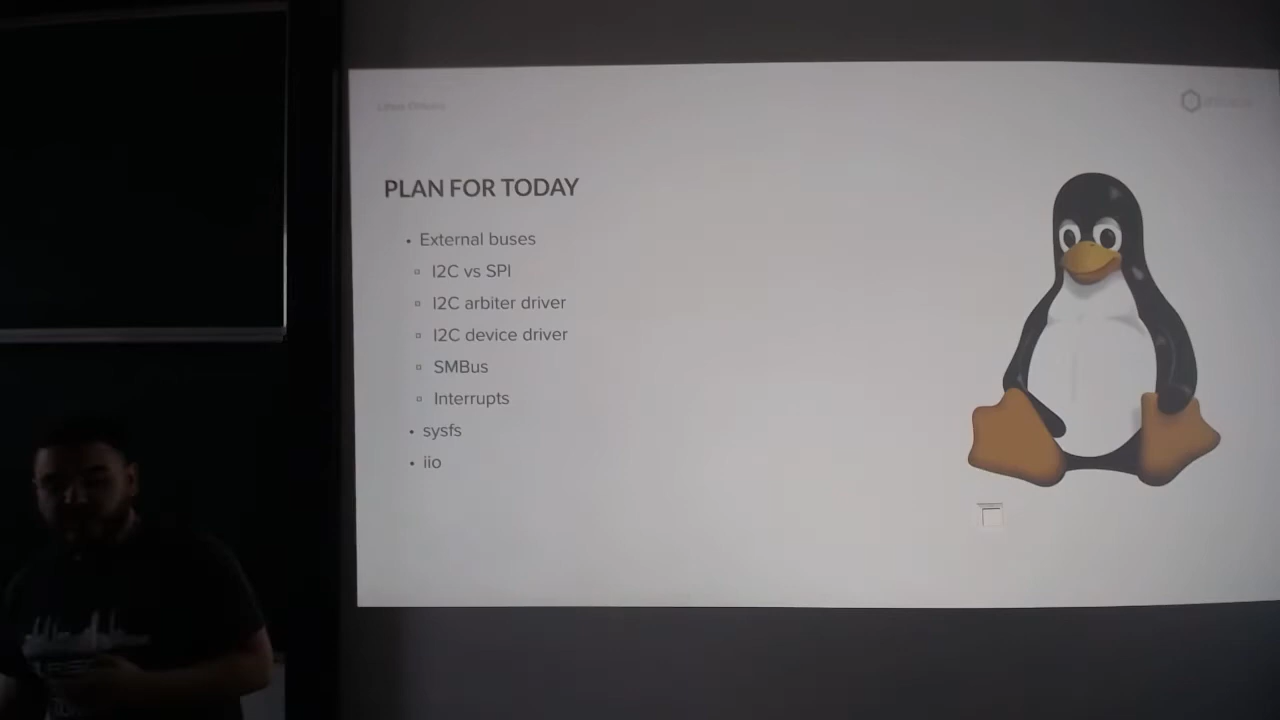 PLAN FOR TODAY
• External buses
▫ I2C vs SPI
▫ I2C arbiter driver
▫ I2C device driver
▫ SMBus
▫ Interrupts
• sysfs
• iio